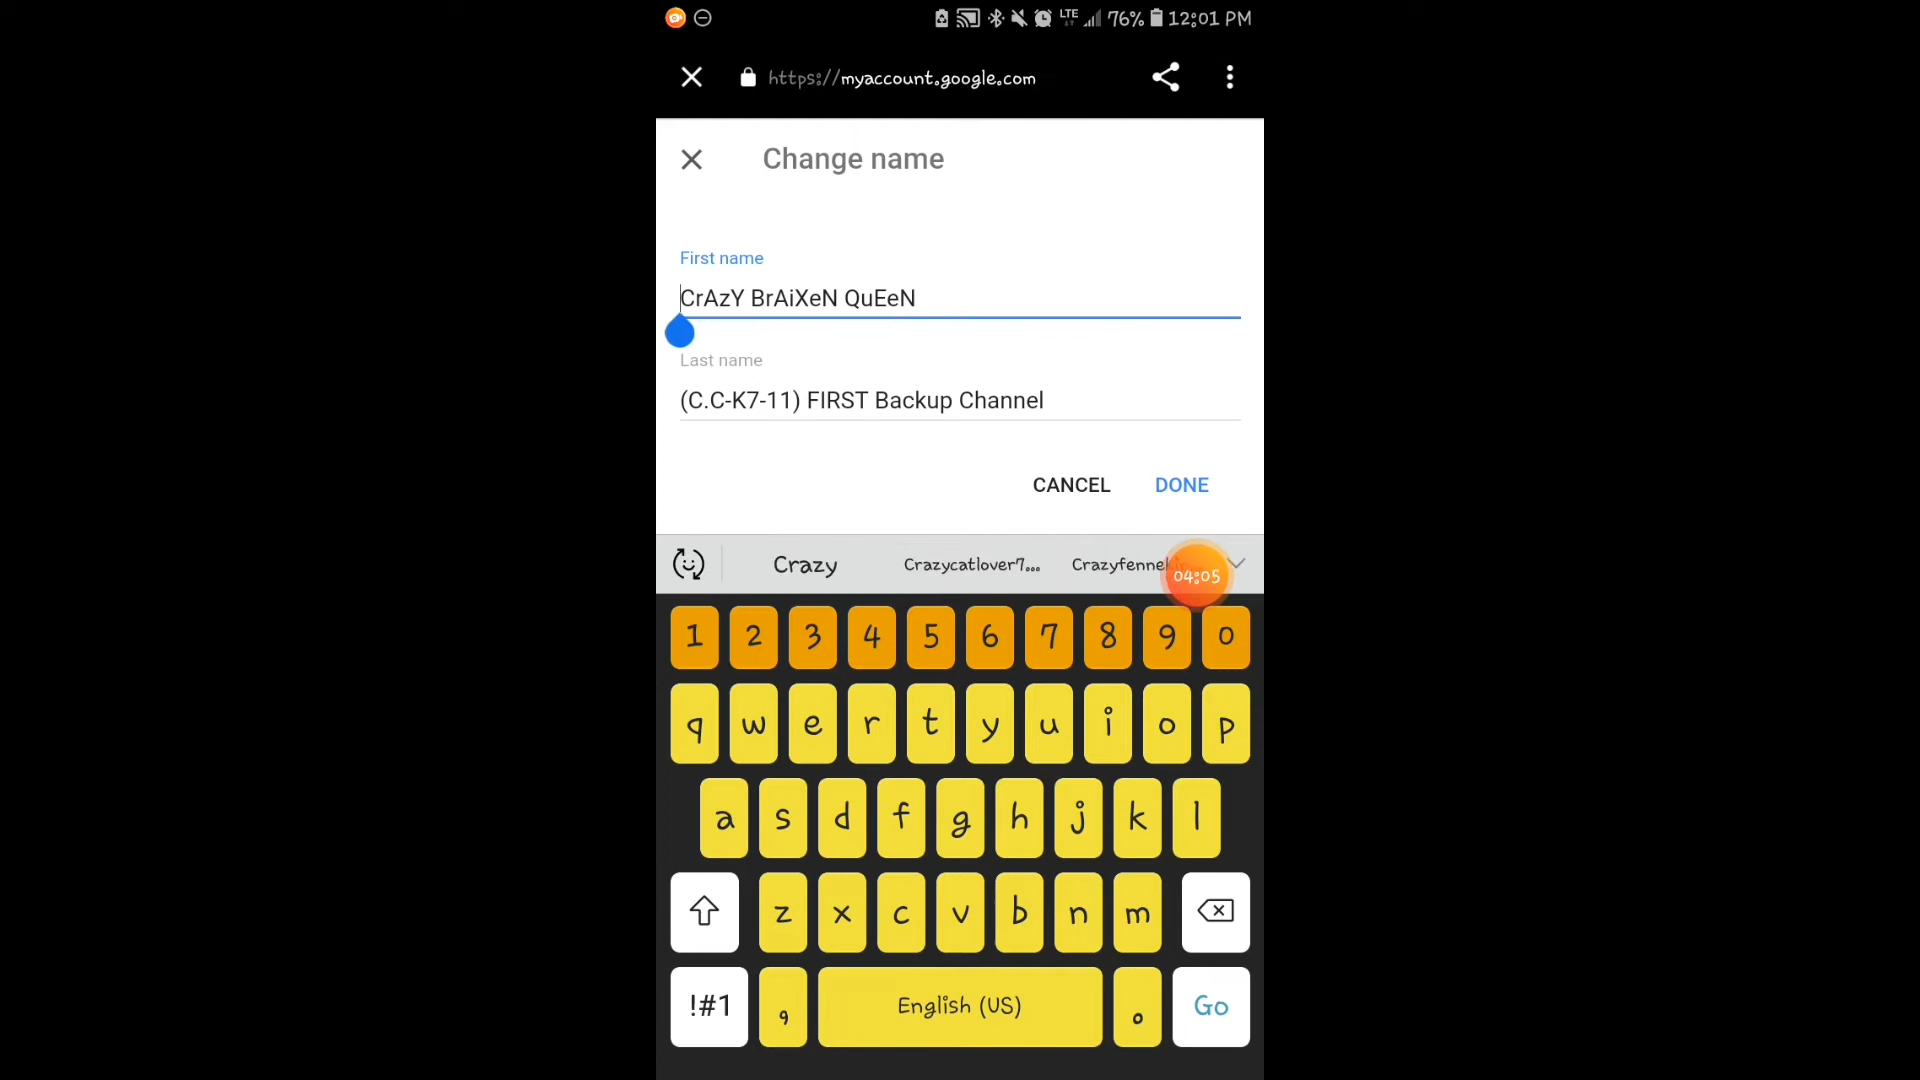 LTE 76% 12:01 PM
https://myaccount.google.com
Change name
First name
CrAzY BrAiXeN QuEeN
Last name
(C.C-K7-11) FIRST Backup Channel
CANCEL DONE
Crazy Crazycatlover7... Crazyfenneki
04:05
1 2 3 4 5 6 7 8 9 0
q w e r t y u i o p
a s d f g h j k l
z x c v b n m
!#1 , English (US) . Go